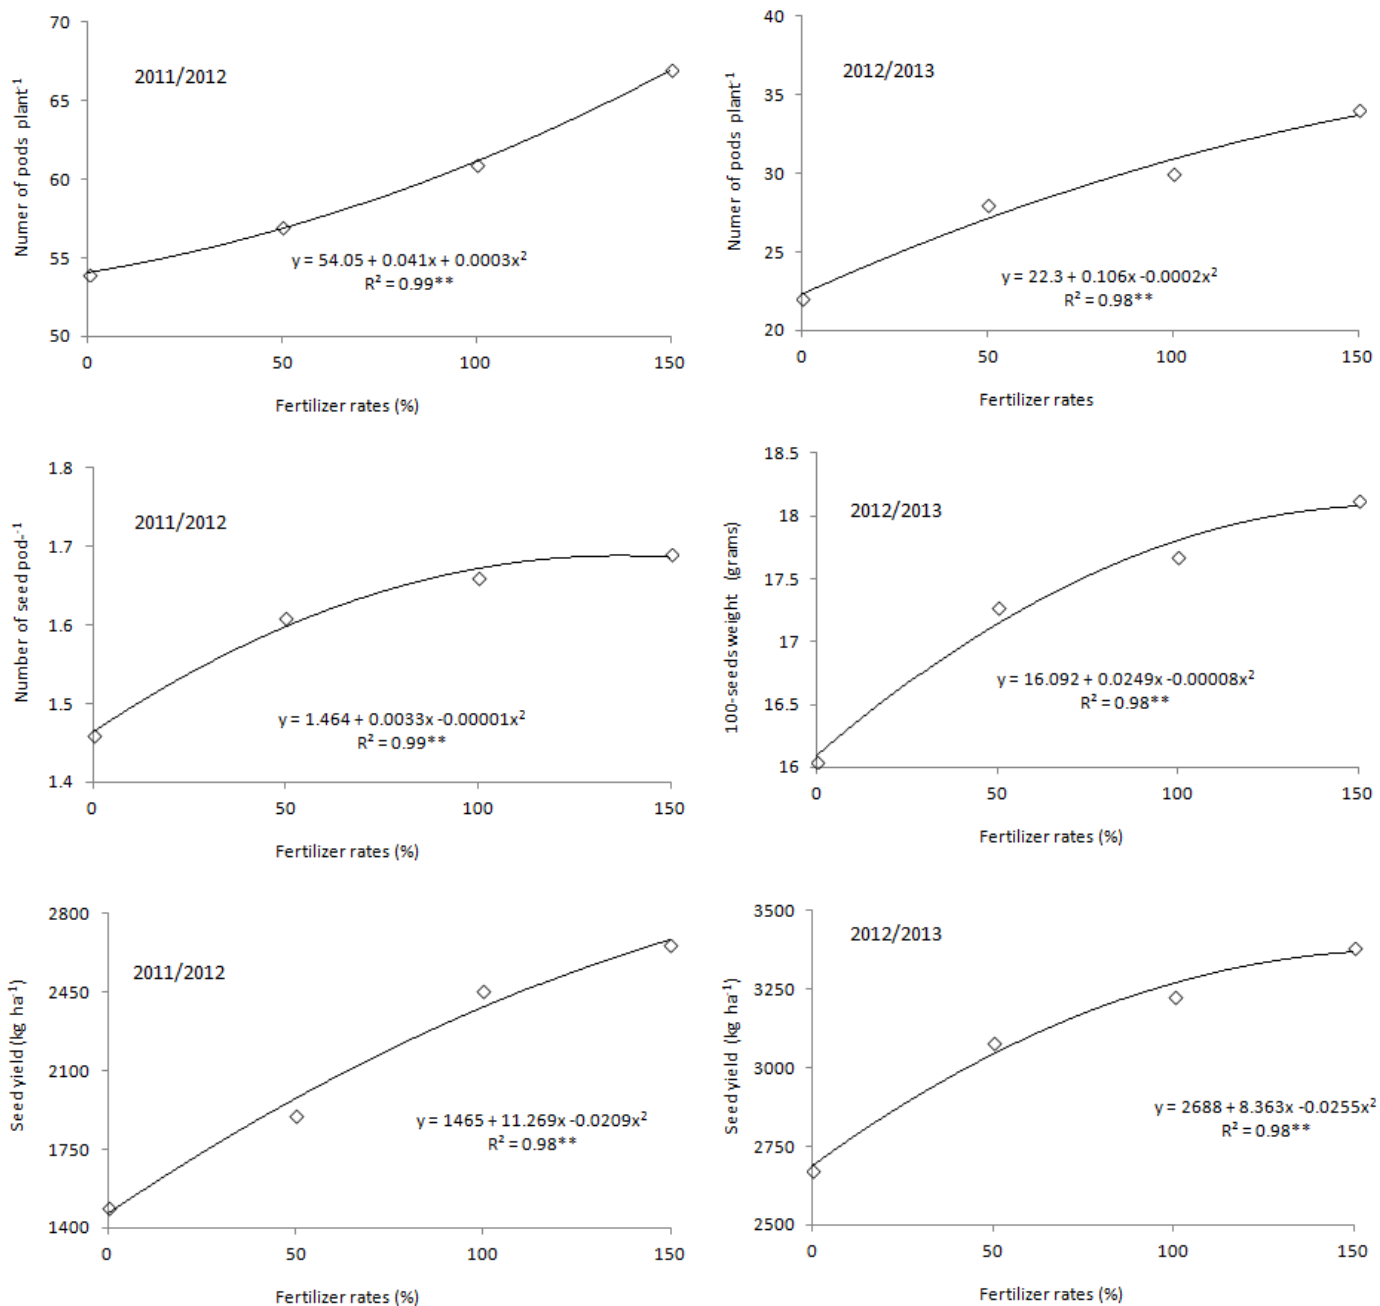 70
65
60
55
50
Numer of pods plant⁻¹
2011/2012
y = 54.05 + 0.041x + 0.0003x²
R² = 0.99**
0 50 100 150
Fertilizer rates (%)
40
35
30
25
20
Numer of pods plant⁻¹
2012/2013
y = 22.3 + 0.106x -0.0002x²
R² = 0.98**
0 50 100 150
Fertilizer rates
1.8
1.7
1.6
1.5
1.4
Number of seed pod-⁻¹
2011/2012
y = 1.464 + 0.0033x -0.00001x²
R² = 0.99**
0 50 100 150
Fertilizer rates (%)
18.5
18
17.5
17
16.5
16
100-seeds weight (grams)
2012/2013
y = 16.092 + 0.0249x -0.00008x²
R² = 0.98**
0 50 100 150
Fertilizer rates (%)
2800
2450
2100
1750
1400
Seed yield (kg ha⁻¹)
2011/2012
y = 1465 + 11.269x -0.0209x²
R² = 0.98**
0 50 100 150
Fertilizer rates (%)
3500
3250
3000
2750
2500
Seed yield (kg ha⁻¹)
2012/2013
y = 2688 + 8.363x -0.0255x²
R² = 0.98**
0 50 100 150
Fertilizer rates (%)